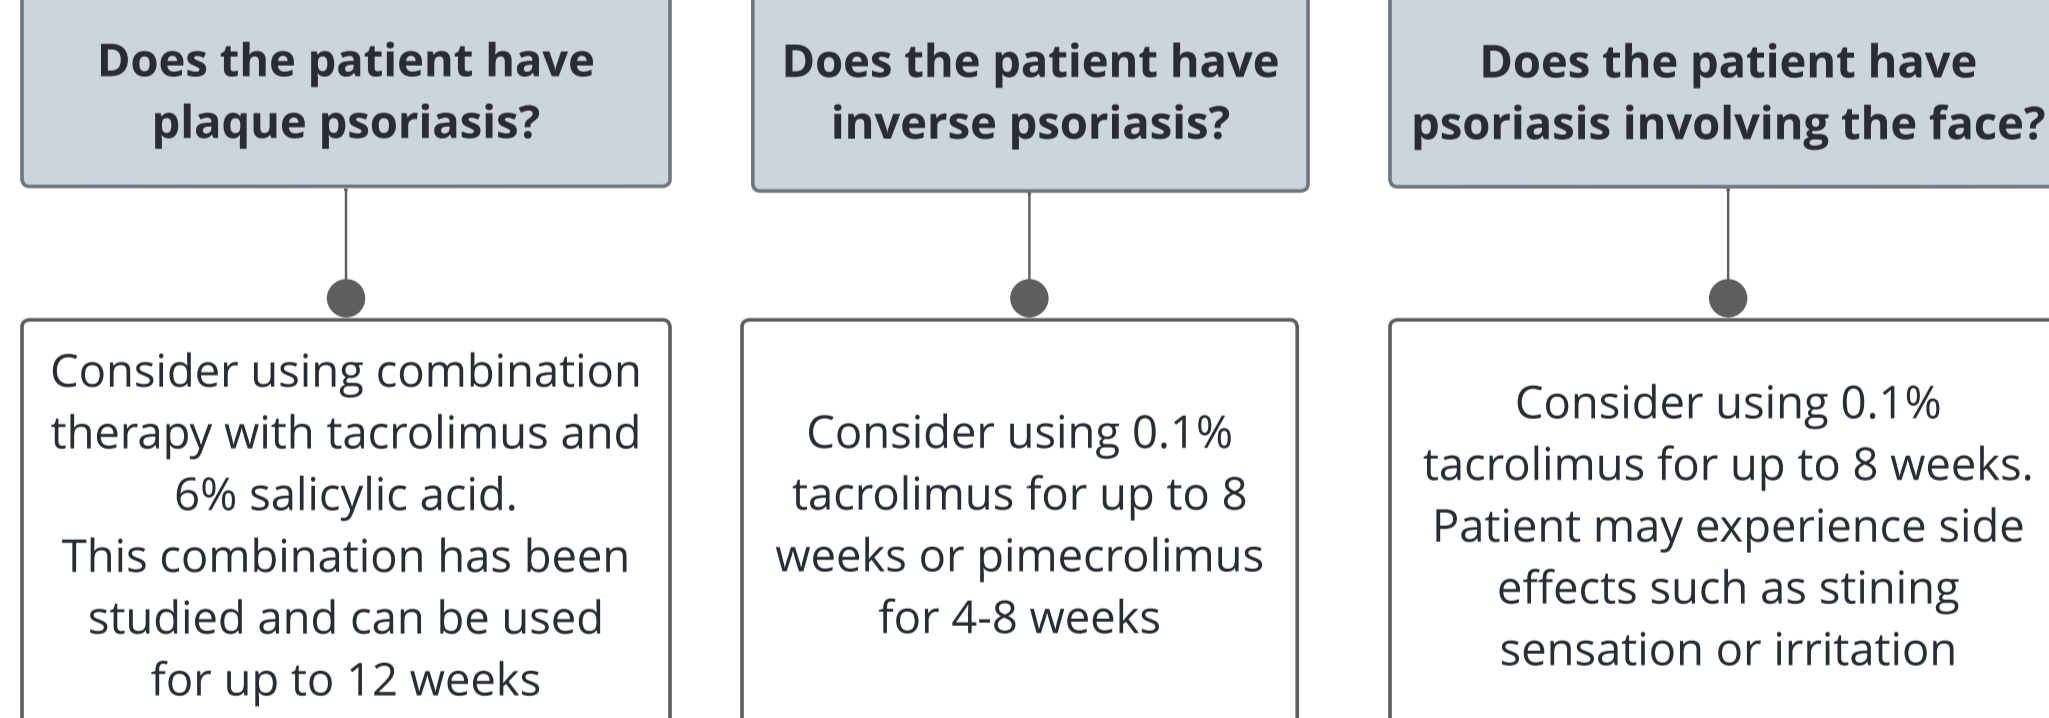 Does the patient have
plaque psoriasis?
Consider using combination
therapy with tacrolimus and
6% salicylic acid.
This combination has been
studied and can be used
for up to 12 weeks
Does the patient have
inverse psoriasis?
Consider using 0.1%
tacrolimus for up to 8
weeks or pimecrolimus
for 4-8 weeks
Does the patient have
psoriasis involving the face?
Consider using 0.1%
tacrolimus for up to 8 weeks.
Patient may experience side
effects such as stining
sensation or irritation